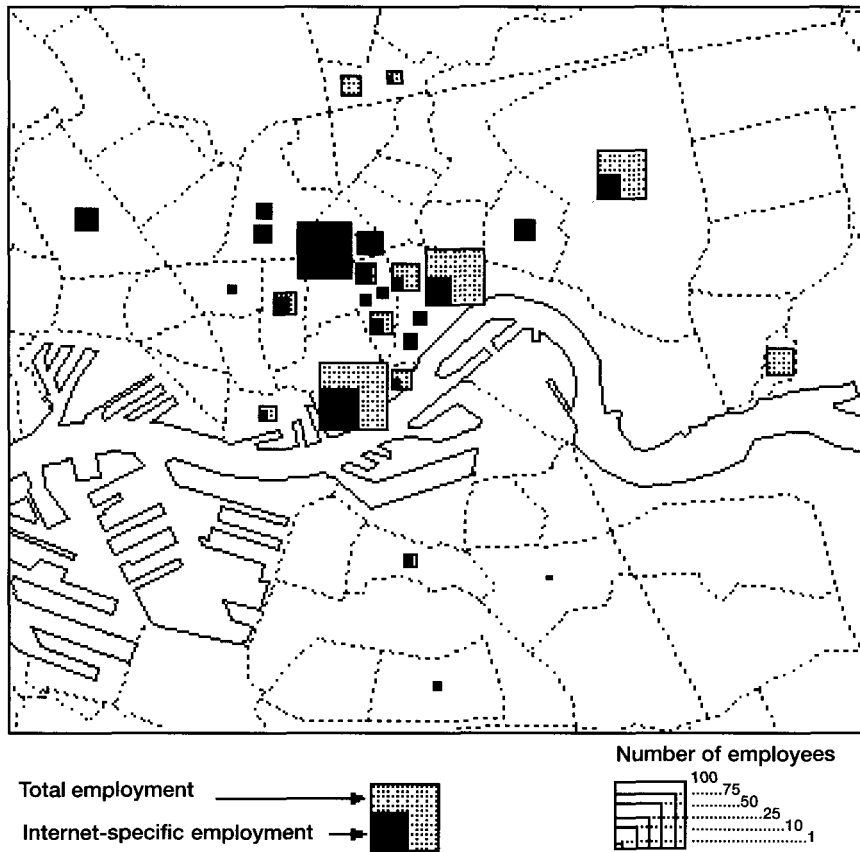 Total employment
Internet-specific employment
Number of employees
100
75
50
25
10
1